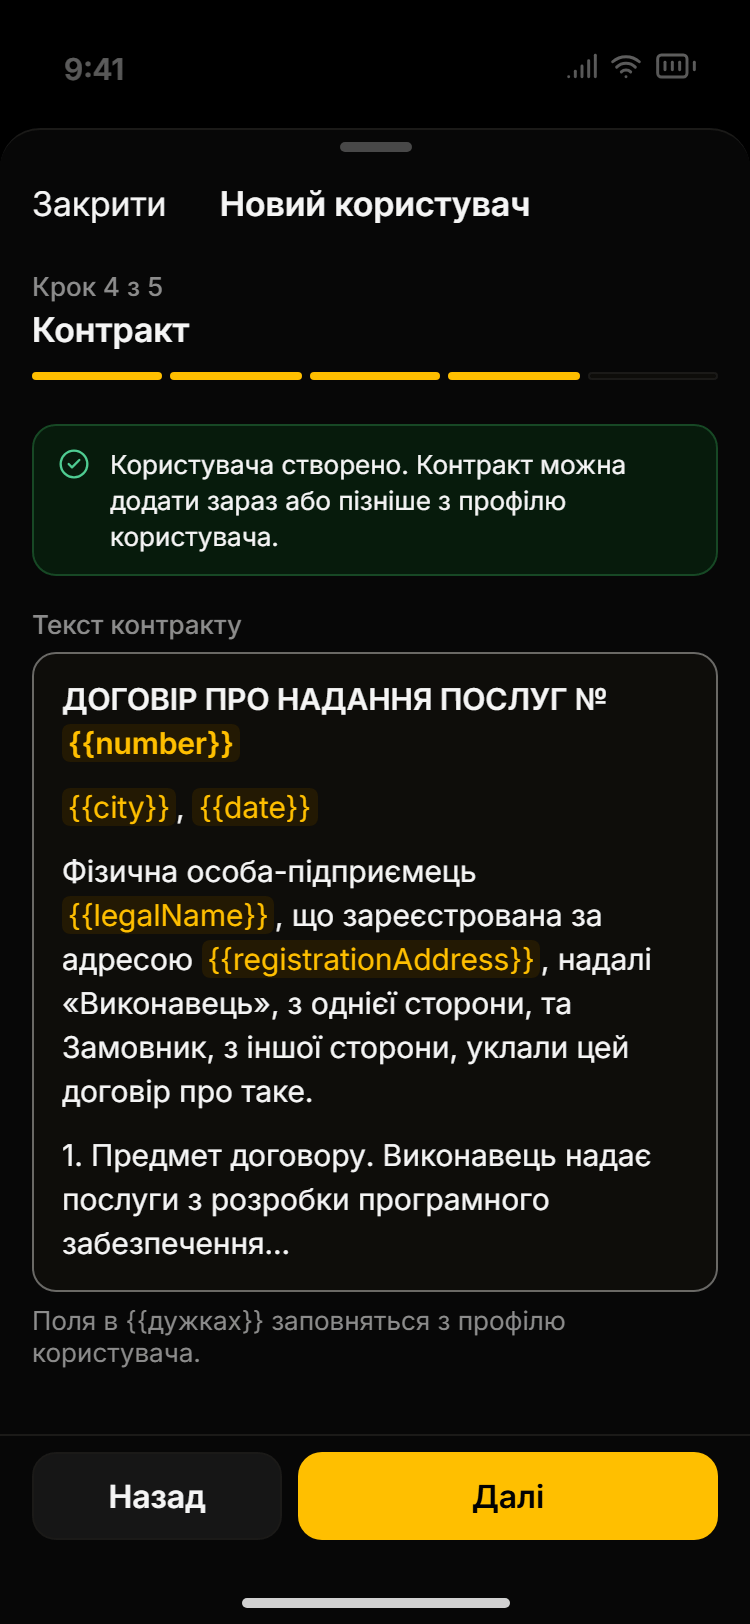 9:41
Закрити Новий користувач
Крок 4 з 5
Контракт
Користувача створено. Контракт можна
додати зараз або пізніше з профілю
користувача.
Текст контракту
ДОГОВІР ПРО НАДАННЯ ПОСЛУГ №
{{number}}
{{city}}, {{date}}
Фізична особа-підприємець
{{legalName}}, що зареєстрована за
адресою {{registrationAddress}}, надалі
«Виконавець», з однієї сторони, та
Замовник, з іншої сторони, уклали цей
договір про таке.
1. Предмет договору. Виконавець надає
послуги з розробки програмного
забезпечення...
Поля в {{дужках}} заповняться з профілю
користувача.
Назад Далі